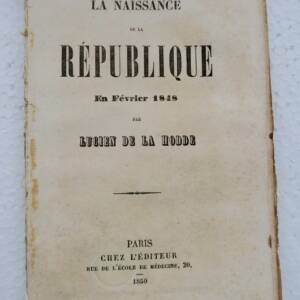 LA NAISSANCE
DE LA
RÉPUBLIQUE
En Février 1848
PAR
LUCIEN DE LA HODDE
PARIS
CHEZ L'ÉDITEUR
RUE DE L'ÉCOLE DE MÉDECINE, 20,
1850